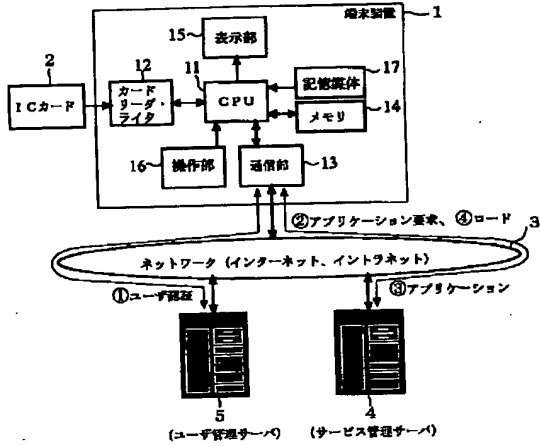 端末装置
1
15
表示部
2
12
11
17
ICカード
カード
リーダ・
ライタ
CPU
記憶媒体
14
メモリ
16
操作部
通信部
13
②アプリケーション要求、④ロード
3
ネットワーク (インターネット、イントラネット)
①ユーザ認証
③アプリケーション
5
4
(ユーザ管理サーバ)
(サービス管理サーバ)